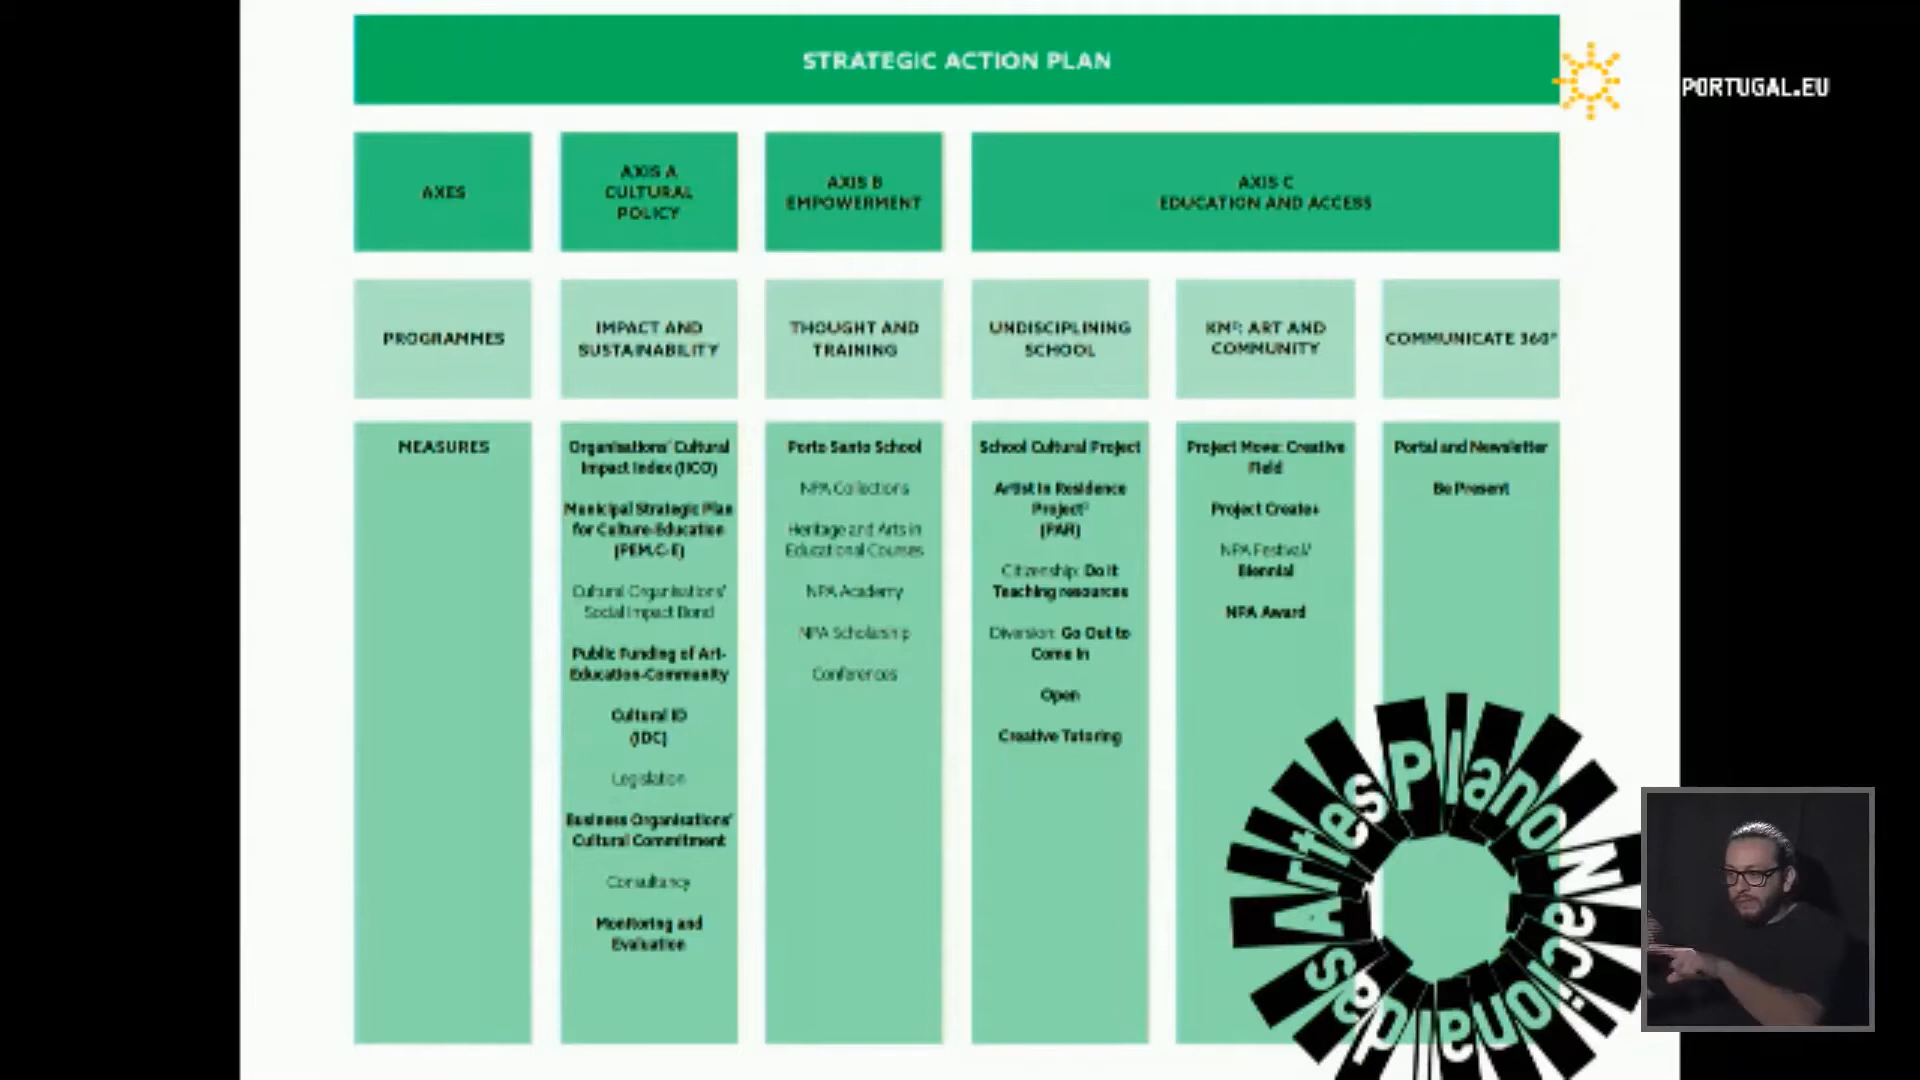 STRATEGIC ACTION PLAN
PORTUGAL.EU
AXES
AXIS A
CULTURAL
POLICY
AXIS B
EMPOWERMENT
AXIS C
EDUCATION AND ACCESS
PROGRAMMES
IMPACT AND
SUSTAINABILITY
THOUGHT AND
TRAINING
UNDISCIPLINING
SCHOOL
KM²: ART AND
COMMUNITY
COMMUNICATE 360°
MEASURES
Organisations' Cultural
Impact Index
Municipal Strategic Plan
for Culture-Education
(PEM.C-E)
Cultural Organisations'
Social Impact Bond
Public Funding of Art-
Education-Community
Cultural ID
(IDC)
Legislation
Business Organisations'
Cultural Commitment
Consultancy
Monitoring and
Evaluation
Porto Santo School
NPA Collections
Heritage and Arts in
Educational Courses
NPA Academy
NPA Scholarship
Conferences
School Cultural Project
Artist in Residence
Project
(PAR)
Citizenship: Do It
Teaching resources
Diversion: Go Out to
Come In
Open
Creative Tutoring
Project Move: Creative
Field
Project Create+
NPA Festival/
Biennial
NPA Award
Portal and Newsletter
Be Present
Plano Nacional das Artes